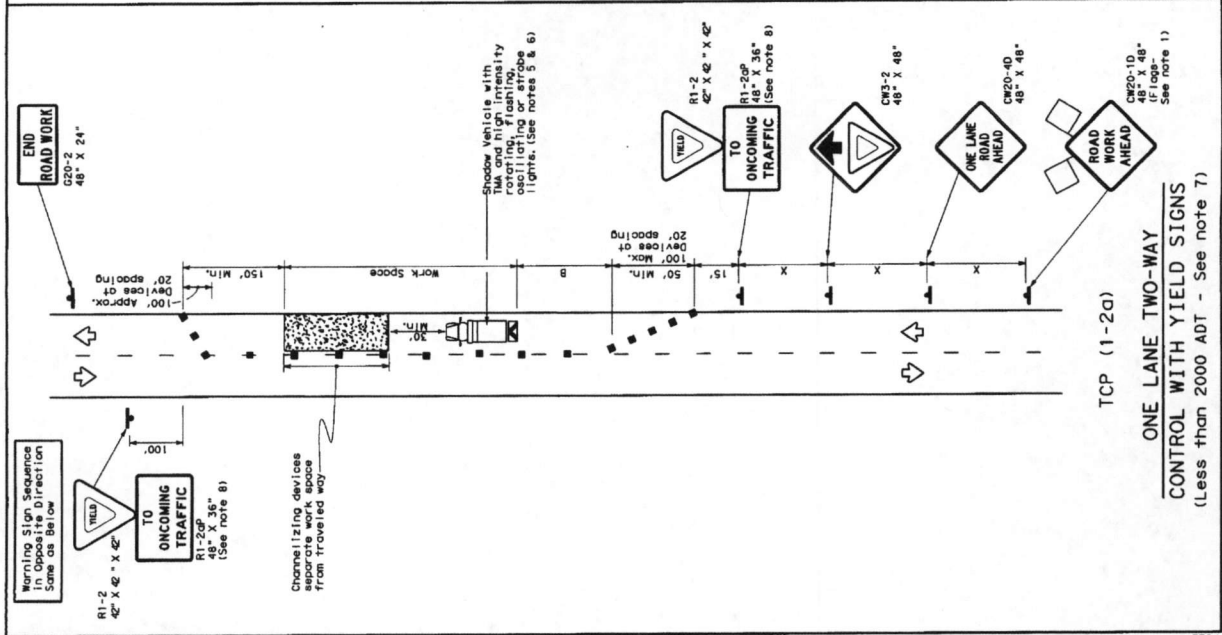 END
ROAD WORK
G20-2
48" X 24"
Warning Sign Sequence
in Opposite Direction
Same as Below
YIELD
TO
ONCOMING
TRAFFIC
R1-2
42" X 42" X 42"
R1-2aP
48" X 36"
(See note 8)
100'
100' Approx.
Devices at
20' spacing
150' Min.
Work Space
30'
Min.
B
50' Min.
100' Max.
Devices at
20' spacing
15'
X
X
X
Channelizing devices
separate work space
from traveled way
Shadow Vehicle with
TMA and high intensity
rotating, flashing,
oscillating or strobe
lights. (See notes 5 & 6)
YIELD
TO
ONCOMING
TRAFFIC
R1-2
42" X 42" X 42"
R1-2aP
48" X 36"
(See note 8)
CW3-2
48" X 48"
ONE LANE
ROAD
AHEAD
CW20-4D
48" X 48"
ROAD
WORK
AHEAD
CW20-1D
48" X 48"
(Flags-
See note 1)
TCP (1-2a)
ONE LANE TWO-WAY
CONTROL WITH YIELD SIGNS
(Less than 2000 ADT - See note 7)